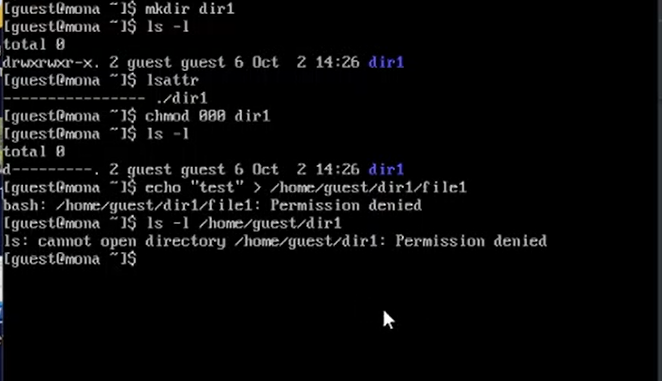 [guest@mona ~]$ mkdir dir1
[guest@mona ~]$ ls -l
total 0
drwxrwxr-x. 2 guest guest 6 Oct  2 14:26 dir1
[guest@mona ~]$ lsattr
---------------- ./dir1
[guest@mona ~]$ chmod 000 dir1
[guest@mona ~]$ ls -l
total 0
d---------. 2 guest guest 6 Oct  2 14:26 dir1
[guest@mona ~]$ echo "test" > /home/guest/dir1/file1
bash: /home/guest/dir1/file1: Permission denied
[guest@mona ~]$ ls -l /home/guest/dir1
ls: cannot open directory /home/guest/dir1: Permission denied
[guest@mona ~]$